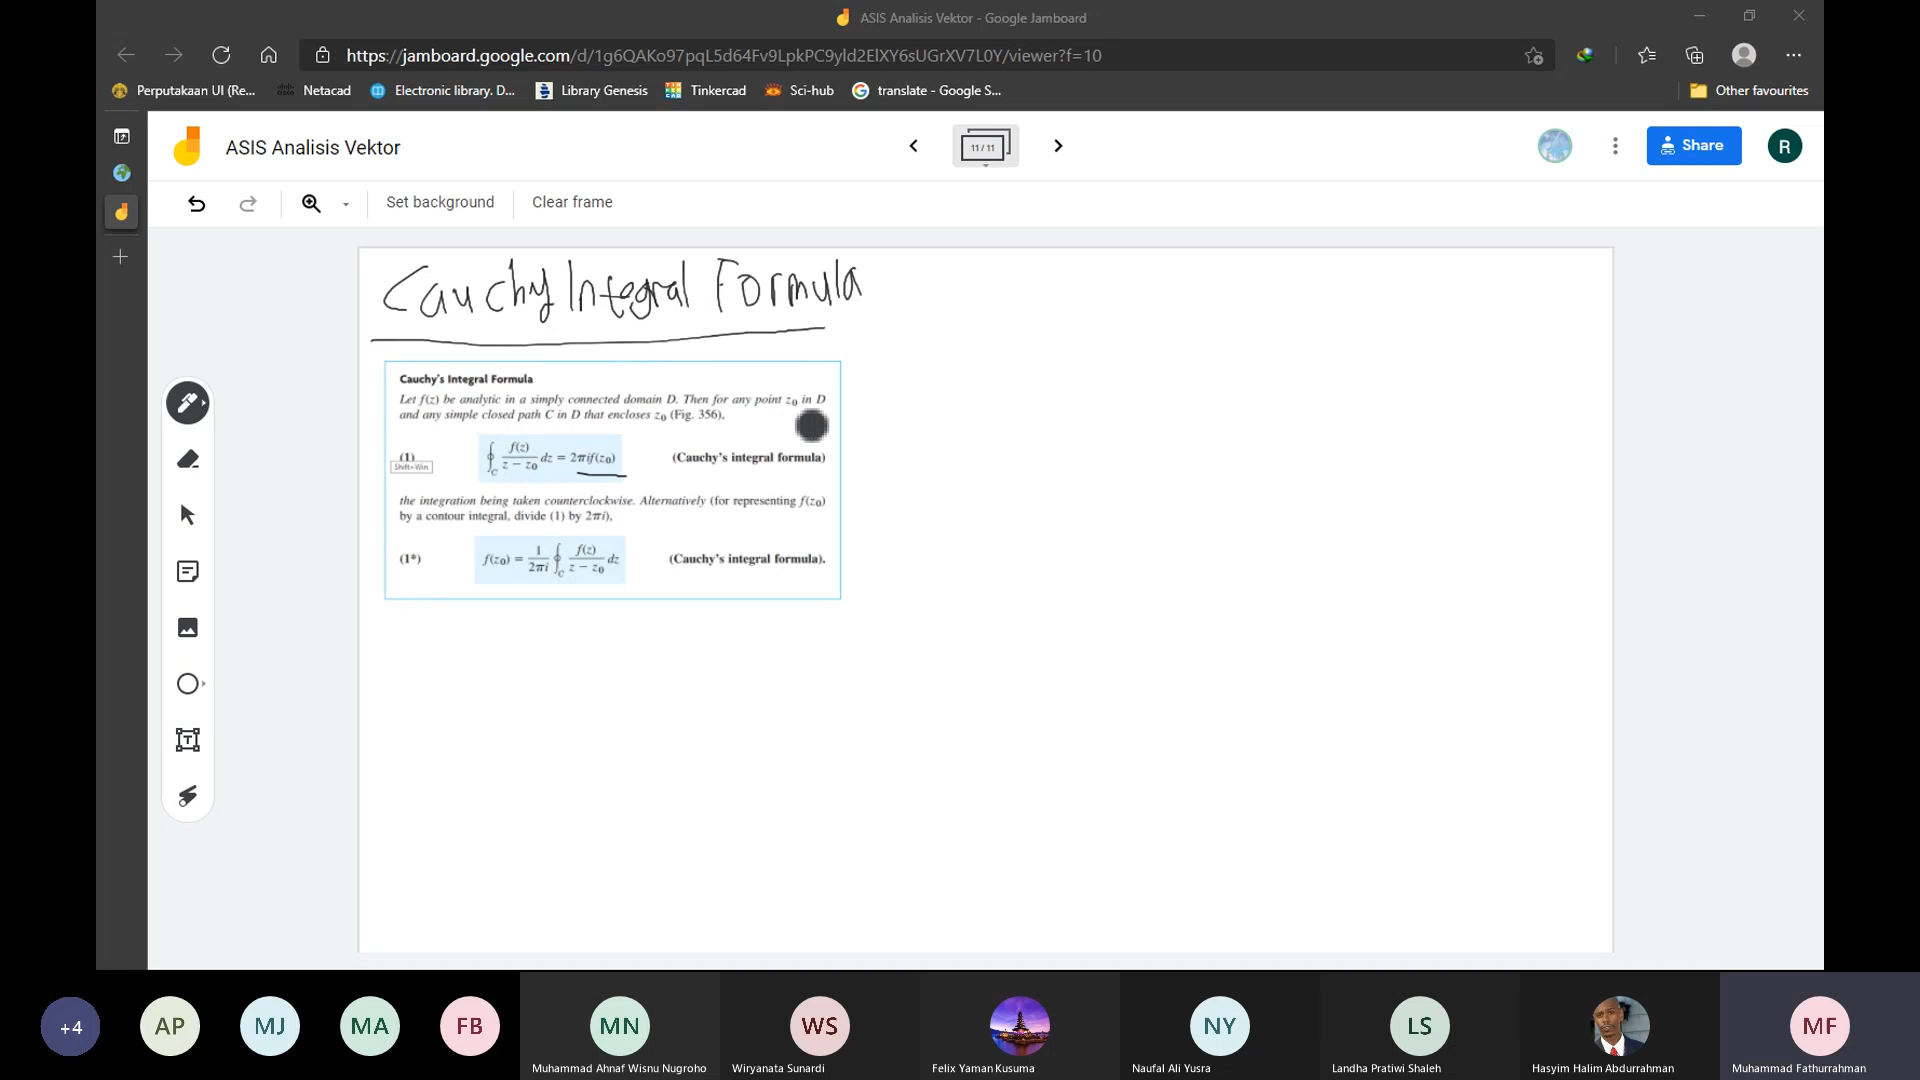 ASIS Analisis Vektor - Google Jamboard
https://jamboard.google.com/d/1g6QAKo97pqL5d64Fv9LpkPC9yld2ElXY6sUGrXV7L0Y/viewer?f=10
Perputakaan UI (Re... Netacad Electronic library. D... Library Genesis Tinkercad Sci-hub translate - Google S... Other favourites
ASIS Analisis Vektor
11 / 11
Share
R
Set background
Clear frame
Cauchy Integral Formula
Cauchy's Integral Formula
Let f(z) be analytic in a simply connected domain D. Then for any point z₀ in D
and any simple closed path C in D that encloses z₀ (Fig. 356),
(1) ∮_C f(z)/(z − z₀) dz = 2πif(z₀) (Cauchy's integral formula)
Shift+Win
the integration being taken counterclockwise. Alternatively (for representing f(z₀)
by a contour integral, divide (1) by 2πi),
(1*) f(z₀) = 1/(2πi) ∮_C f(z)/(z − z₀) dz (Cauchy's integral formula).
+4 AP MJ MA FB MN WS NY LS MF
Muhammad Ahnaf Wisnu Nugroho Wiryanata Sunardi Felix Yaman Kusuma Naufal Ali Yusra Landha Pratiwi Shaleh Hasyim Halim Abdurrahman Muhammad Fathurrahman